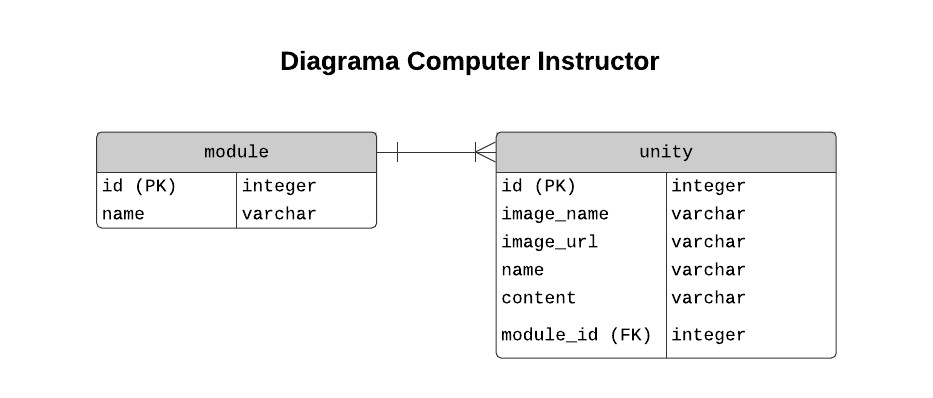 Diagrama Computer Instructor
module
id (PK) integer
name varchar
unity
id (PK) integer
image_name varchar
image_url varchar
name varchar
content varchar
module_id (FK) integer